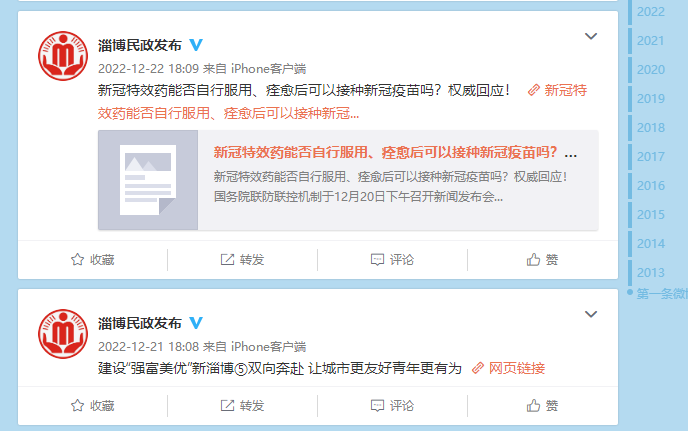 淄博民政发布
2022-12-22 18:09 来自 iPhone客户端
新冠特效药能否自行服用、痊愈后可以接种新冠疫苗吗？权威回应！ 新冠特
效药能否自行服用、痊愈后可以接种新冠...
新冠特效药能否自行服用、痊愈后可以接种新冠疫苗吗？...
新冠特效药能否自行服用、痊愈后可以接种新冠疫苗吗？权威回应！
国务院联防联控机制于12月20日下午召开新闻发布会...
收藏 转发 评论 赞
淄博民政发布
2022-12-21 18:08 来自 iPhone客户端
建设“强富美优”新淄博⑤双向奔赴 让城市更友好青年更有为 网页链接
收藏 转发 评论 赞
2022
2021
2020
2019
2018
2017
2016
2015
2014
2013
第一条微博